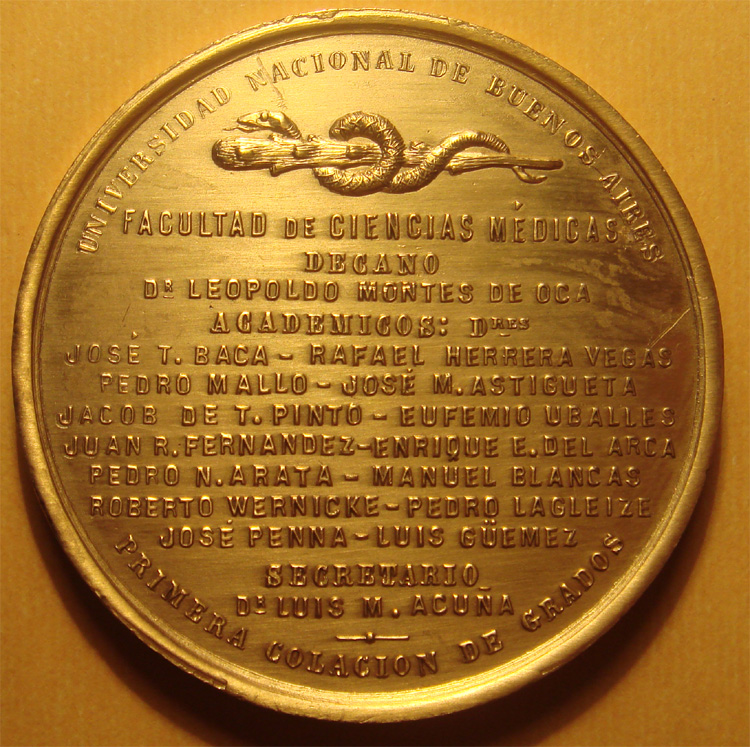 UNIVERSIDAD NACIONAL DE BUENOS AIRES
FACULTAD DE CIENCIAS MÉDICAS
DECANO
DR LEOPOLDO MONTES DE OCA
ACADEMICOS: DRES
JOSÉ T. BACA - RAFAEL HERRERA VEGAS
PEDRO MALLO - JOSÉ M. ASTIGUETA
JACOB DE T. PINTO - EUFEMIO UBALLES
JUAN R. FERNANDEZ - ENRIQUE E. DEL ARCA
PEDRO N. ARATA - MANUEL BLANCAS
ROBERTO WERNICKE - PEDRO LAGLEIZE
JOSÉ PENNA - LUIS GÜEMEZ
SECRETARIO
DR LUIS M. ACUÑA
PRIMERA COLACION DE GRADOS